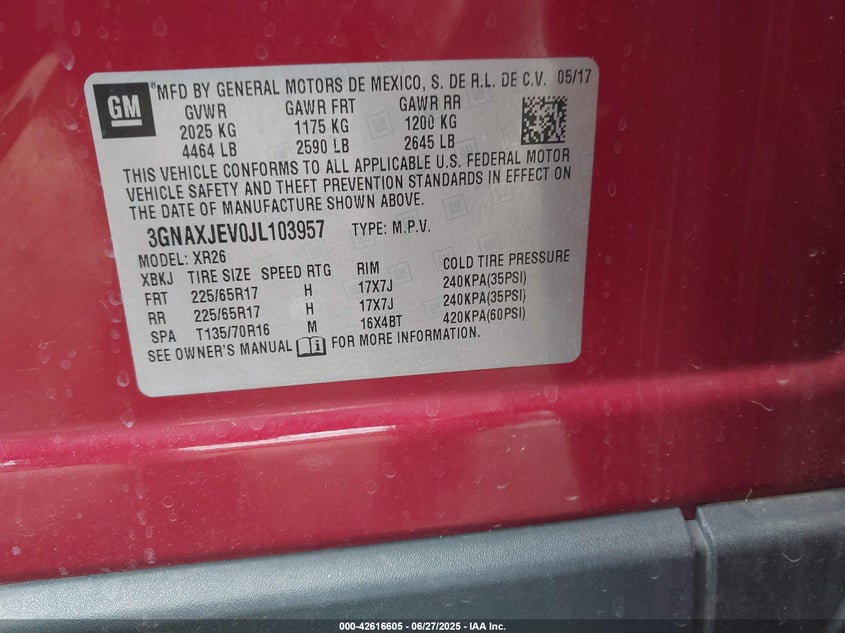 GM
®MFD BY GENERAL MOTORS DE MEXICO, S. DE R.L. DE C.V. 05/17
GVWR GAWR FRT GAWR RR
2025 KG 1175 KG 1200 KG
4464 LB 2590 LB 2645 LB
THIS VEHICLE CONFORMS TO ALL APPLICABLE U.S. FEDERAL MOTOR
VEHICLE SAFETY AND THEFT PREVENTION STANDARDS IN EFFECT ON
THE DATE OF MANUFACTURE SHOWN ABOVE.
3GNAXJEV0JL103957 TYPE: M.P.V.
MODEL: XR26
XBKJ TIRE SIZE SPEED RTG RIM COLD TIRE PRESSURE
FRT 225/65R17 H 17X7J 240KPA(35PSI)
RR 225/65R17 H 17X7J 240KPA(35PSI)
SPA T135/70R16 M 16X4BT 420KPA(60PSI)
SEE OWNER'S MANUAL i FOR MORE INFORMATION.
000-42616605 - 06/27/2025 - IAA Inc.